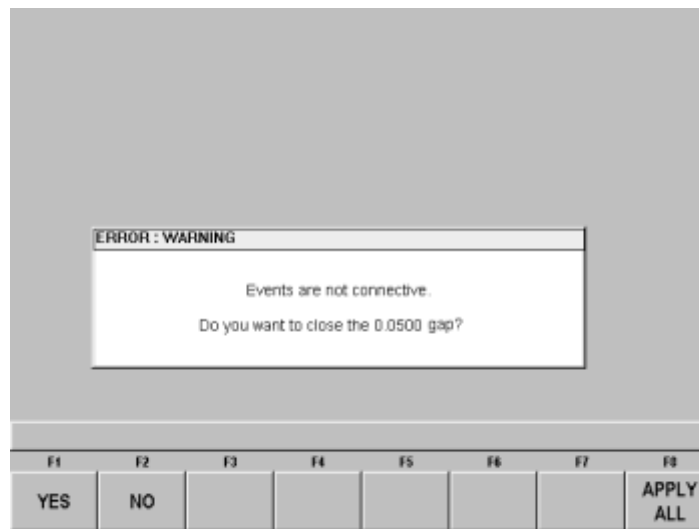 ERROR : WARNING
Events are not connective.
Do you want to close the 0.0500 gap?
F1 F2 F3 F4 F5 F6 F7 F8
YES NO APPLY
ALL